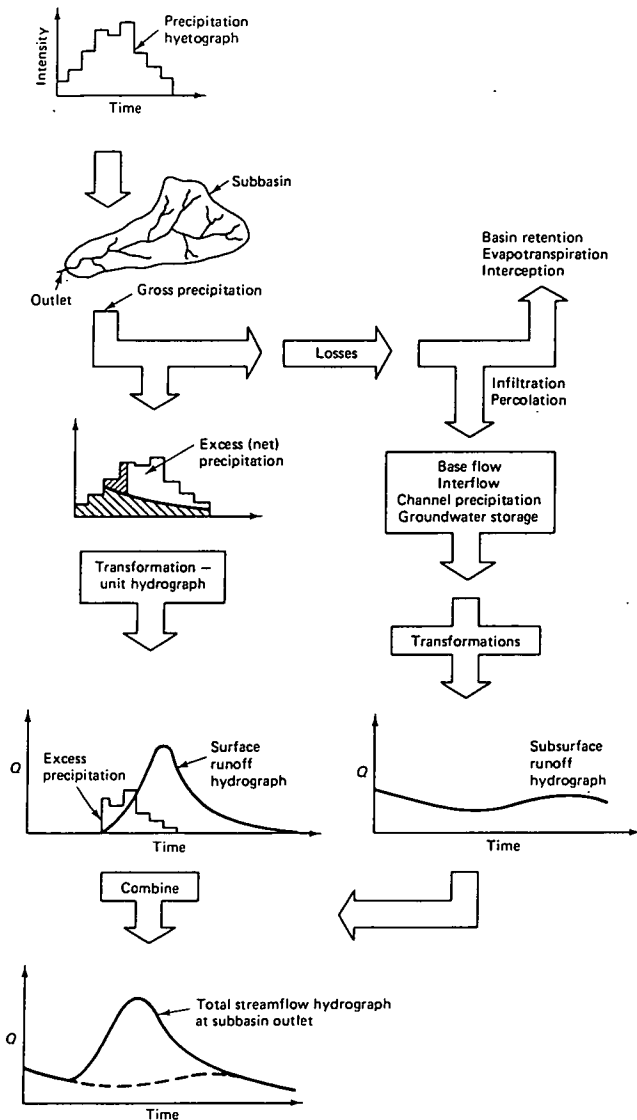 Precipitation
hyetograph
Intensity
Time
Subbasin
Outlet
Gross precipitation
Basin retention
Evapotranspiration
Interception
Losses
Infiltration
Percolation
Excess (net)
precipitation
Base flow
Interflow
Channel precipitation
Groundwater storage
Transformation –
unit hydrograph
Transformations
Q
Excess
precipitation
Surface
runoff
hydrograph
Time
Q
Subsurface
runoff
hydrograph
Time
Combine
Q
Total streamflow hydrograph
at subbasin outlet
Time